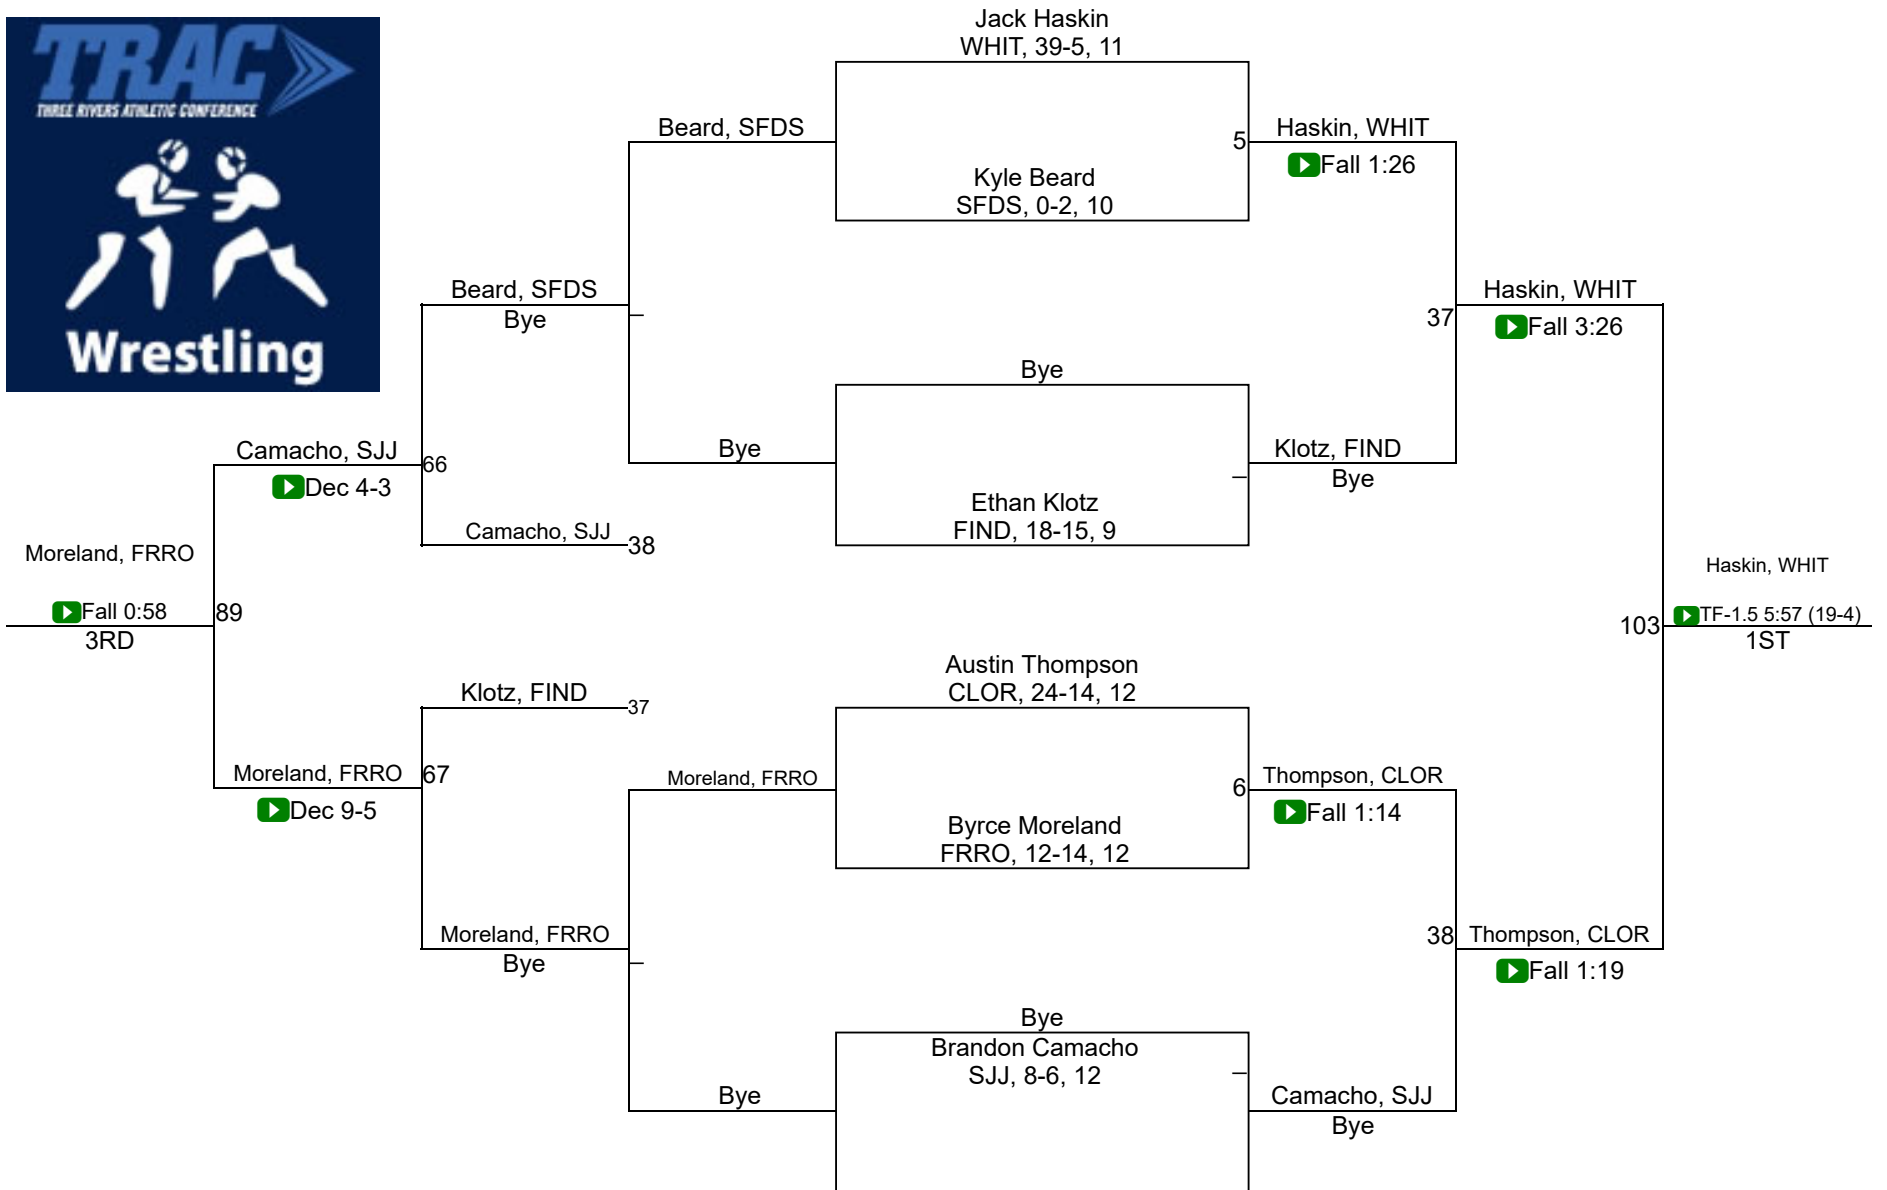 TRAC
THREE RIVERS ATHLETIC CONFERENCE
Wrestling
Jack Haskin
WHIT, 39-5, 11
Beard, SFDS
5
Haskin, WHIT
Fall 1:26
Kyle Beard
SFDS, 0-2, 10
Beard, SFDS
Bye
37
Haskin, WHIT
Fall 3:26
Bye
Camacho, SJJ
66
Dec 4-3
Bye
Klotz, FIND
Bye
Ethan Klotz
FIND, 18-15, 9
Camacho, SJJ
38
Moreland, FRRO
Fall 0:58
89
3RD
Haskin, WHIT
103
TF-1.5 5:57 (19-4)
1ST
Austin Thompson
CLOR, 24-14, 12
Klotz, FIND
37
Moreland, FRRO
67
Dec 9-5
Moreland, FRRO
6
Thompson, CLOR
Fall 1:14
Byrce Moreland
FRRO, 12-14, 12
Moreland, FRRO
Bye
38
Thompson, CLOR
Fall 1:19
Bye
Brandon Camacho
SJJ, 8-6, 12
Bye
Camacho, SJJ
Bye